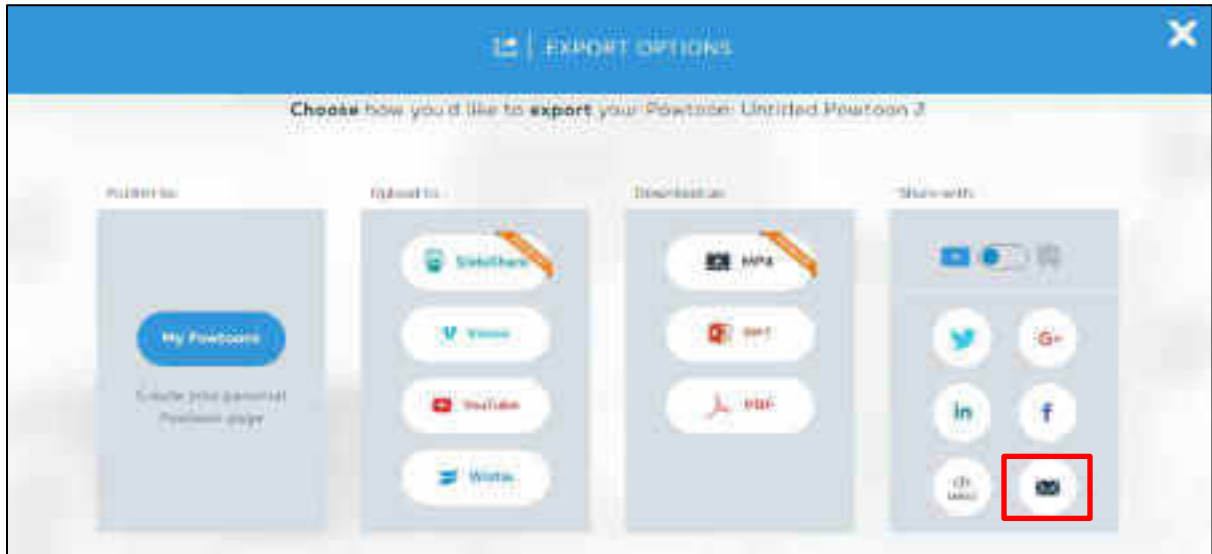 EXPORT OPTIONS
Choose how you'd like to export your Powtoon: Untitled Powtoon 2
Publish to:
My Powtoons
Create your personal
Powtoon page
Upload to:
SlideShare
Vimeo
YouTube
Wistia
Download as:
MP4
PPT
PDF
Share with:
G+
in
f